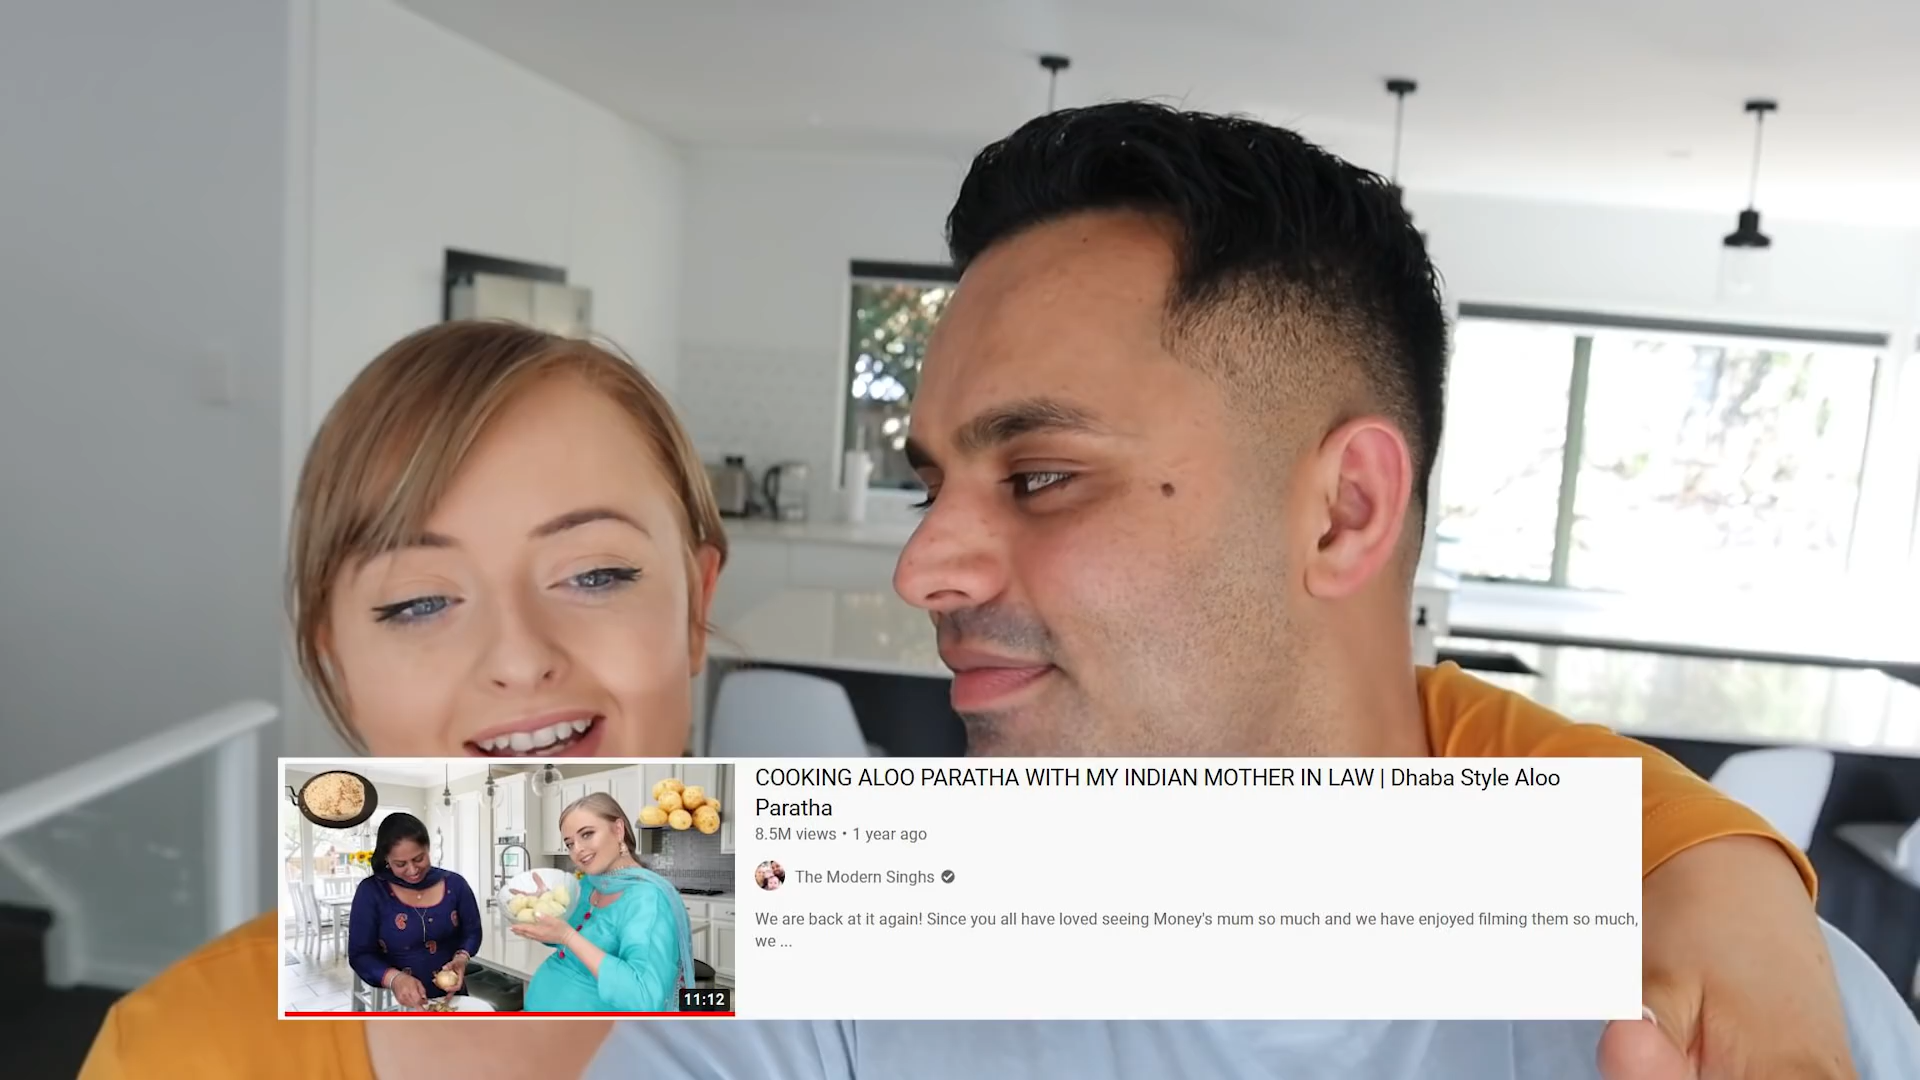 COOKING ALOO PARATHA WITH MY INDIAN MOTHER IN LAW | Dhaba Style Aloo
Paratha
8.5M views • 1 year ago
The Modern Singhs
We are back at it again! Since you all have loved seeing Money's mum so much and we have enjoyed filming them so much,
we ...
11:12